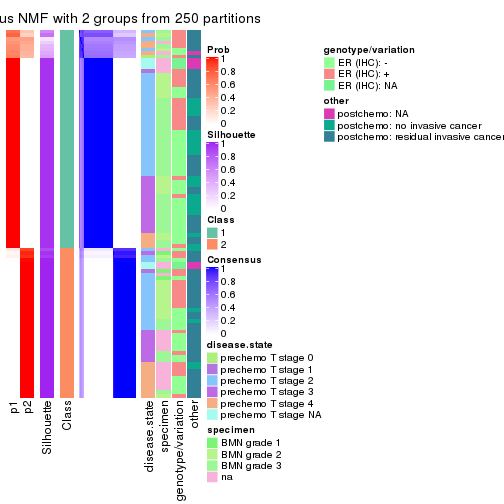 us NMF with 2 groups from 250 partitions
Prob
1
0.8
0.6
0.4
0.2
0
Silhouette
1
0.8
0.6
0.4
0.2
0
Class
1
2
Consensus
1
0.8
0.6
0.4
0.2
0
disease.state
prechemo T stage 0
prechemo T stage 1
prechemo T stage 2
prechemo T stage 3
prechemo T stage 4
prechemo T stage NA
specimen
BMN grade 1
BMN grade 2
BMN grade 3
na
genotype/variation
ER (IHC): -
ER (IHC): +
ER (IHC): NA
other
postchemo: NA
postchemo: no invasive cancer
postchemo: residual invasive cancer
p1
p2
Silhouette
Class
disease.state
specimen
genotype/variation
other